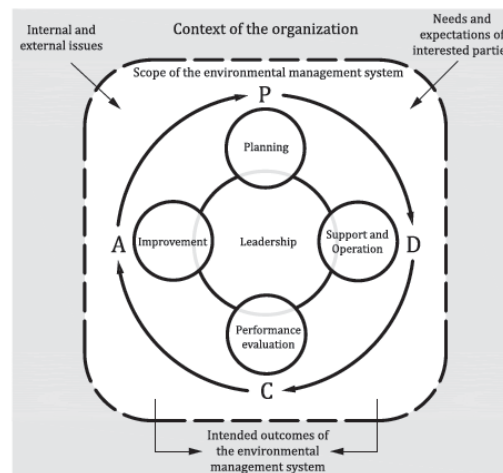 Internal and
external issues
Context of the organization
Needs and
expectations of
interested partie
Scope of the environmental management system
P
Planning
A
Improvement
Leadership
Support and
Operation
D
Performance
evaluation
C
Intended outcomes of
the environmental
management system